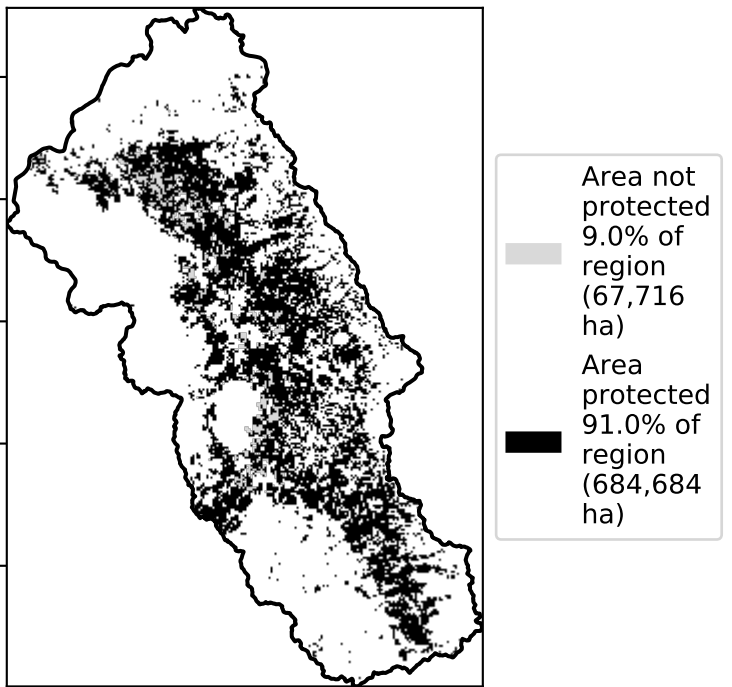 Area not
protected
9.0% of
region
(67,716
ha)
Area
protected
91.0% of
region
(684,684
ha)